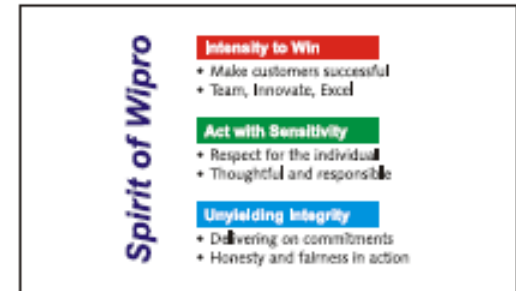 Spirit of Wipro
Intensity to Win
+ Make customers successful
+ Team, Innovate, Excel
Act with Sensitivity
+ Respect for the individual
+ Thoughtful and responsible
Unyielding Integrity
+ Delivering on commitments
+ Honesty and fairness in action